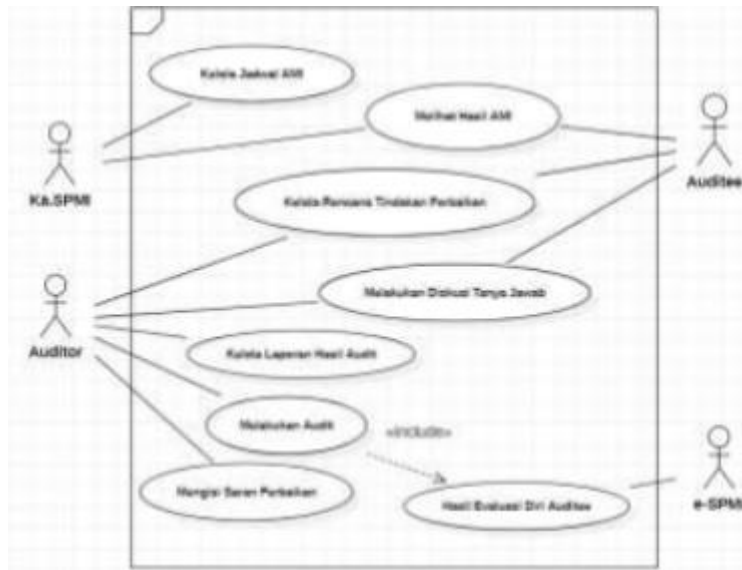 Kelola Jadwal AMI
Melihat Hasil AMI
Ka.SPMI
Auditee
Kelola Rencana Tindakan Perbaikan
Melakukan Diskusi Tanya Jawab
Auditor
Kelola Laporan Hasil Audit
Melakukan Audit
«include»
Mengisi Saran Perbaikan
Hasil Evaluasi Diri Auditee
e-SPMI